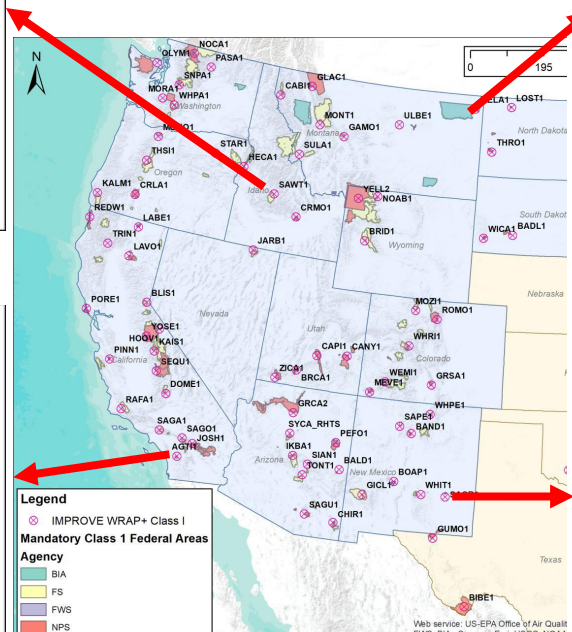 N
0 195
NOCA1
OLYM1
PASA1
SNPA1
MORA1
WHPA1
Washington
GLAC1
CABI1
MONT1
Montana
GAMO1
ULBE1
LOST1
North Dakota
THRO1
THSI1
Oregon
STAR1
HECA1
SULA1
Idaho
SAWT1
CRMO1
YELL2
NOAB1
BRID1
Wyoming
South Dakota
WICA1
BADL1
KALM1
CRLA1
REDW1
LABE1
TRIN1
LAVO1
JARB1
Nebraska
PORE1
BLIS1
Nevada
Utah
MOZI1
ROMO1
YOSE1
HOOV1
KAIS1
PINN1
California
SEQU1
DOME1
CAPI1
CANY1
WHRI1
Colorado
ZICA1
BRCA1
WEMI1
MEVE1
GRSA1
RAFA1
GRCA2
WHPE1
SAPE1
BAND1
SAGA1
SAGO1
JOSH1
AGTI1
SYCA_RHTS
PEFO1
IKBA1
Arizona
SIAN1
TONT1
BALD1
New Mexico
BOAP1
GICL1
WHIT1
SAGU1
CHIR1
GUMO1
Texas
BIBE1
Legend
IMPROVE WRAP+ Class I
Mandatory Class 1 Federal Areas
Agency
BIA
FS
FWS
NPS
Web service: US-EPA Office of Air Qualit